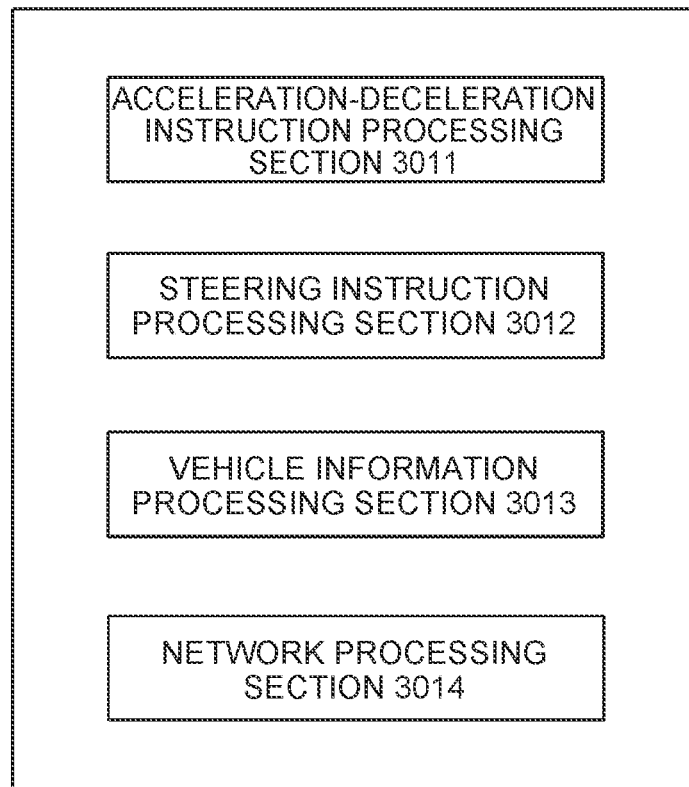 ACCELERATION-DECELERATION
INSTRUCTION PROCESSING
SECTION 3011
STEERING INSTRUCTION
PROCESSING SECTION 3012
VEHICLE INFORMATION
PROCESSING SECTION 3013
NETWORK PROCESSING
SECTION 3014